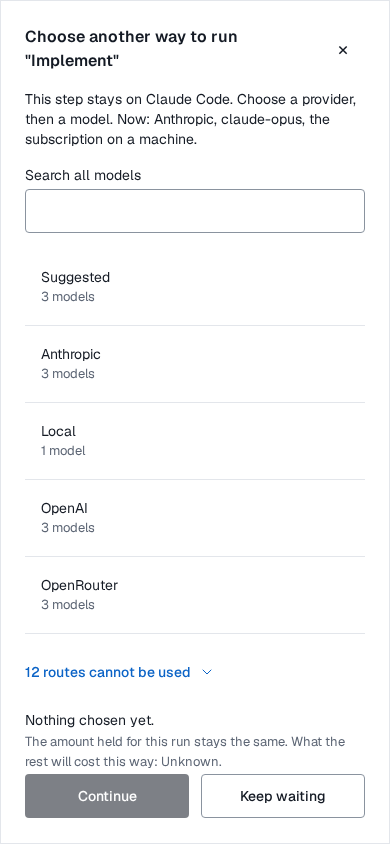 Choose another way to run
"Implement"
×
This step stays on Claude Code. Choose a provider,
then a model. Now: Anthropic, claude-opus, the
subscription on a machine.
Search all models
Suggested
3 models
Anthropic
3 models
Local
1 model
OpenAI
3 models
OpenRouter
3 models
12 routes cannot be used
Nothing chosen yet.
The amount held for this run stays the same. What the
rest will cost this way: Unknown.
Continue
Keep waiting